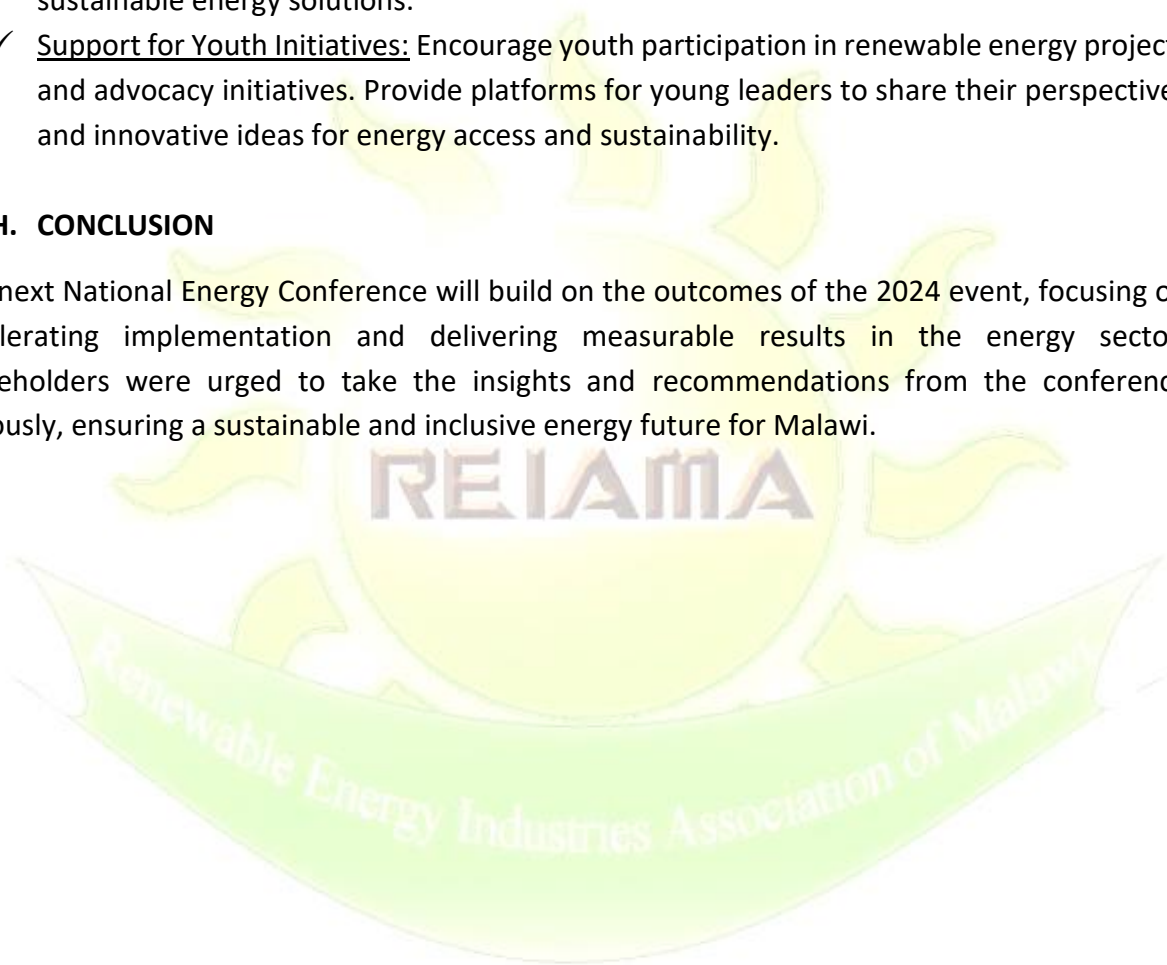 sustainable energy solutions.
✓ Support for Youth Initiatives: Encourage youth participation in renewable energy project
and advocacy initiatives. Provide platforms for young leaders to share their perspective
and innovative ideas for energy access and sustainability.
H. CONCLUSION
next National Energy Conference will build on the outcomes of the 2024 event, focusing o
lerating implementation and delivering measurable results in the energy secto
eholders were urged to take the insights and recommendations from the conferenc
ously, ensuring a sustainable and inclusive energy future for Malawi.
REIAMA
Renewable Energy Industries Association of Malawi